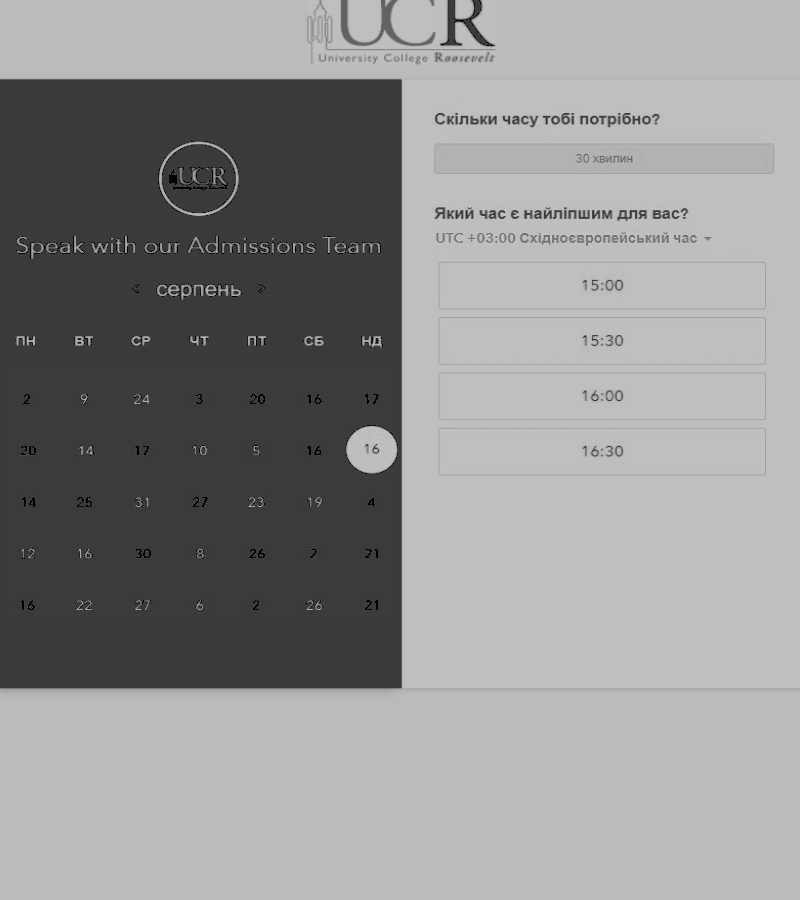 UCR
University College Roosevelt
UCR
Speak with our Admissions Team
< серпень >
ПН ВТ СР ЧТ ПТ СБ НД
2 9 24 3 20 16 17
20 14 17 10 5 16 16
14 25 31 27 23 19 4
12 16 30 8 26 2 21
16 22 27 6 2 26 21
Скільки часу тобі потрібно?
30 хвилин
Який час є найліпшим для вас?
UTC +03:00 Східноєвропейський час
15:00
15:30
16:00
16:30